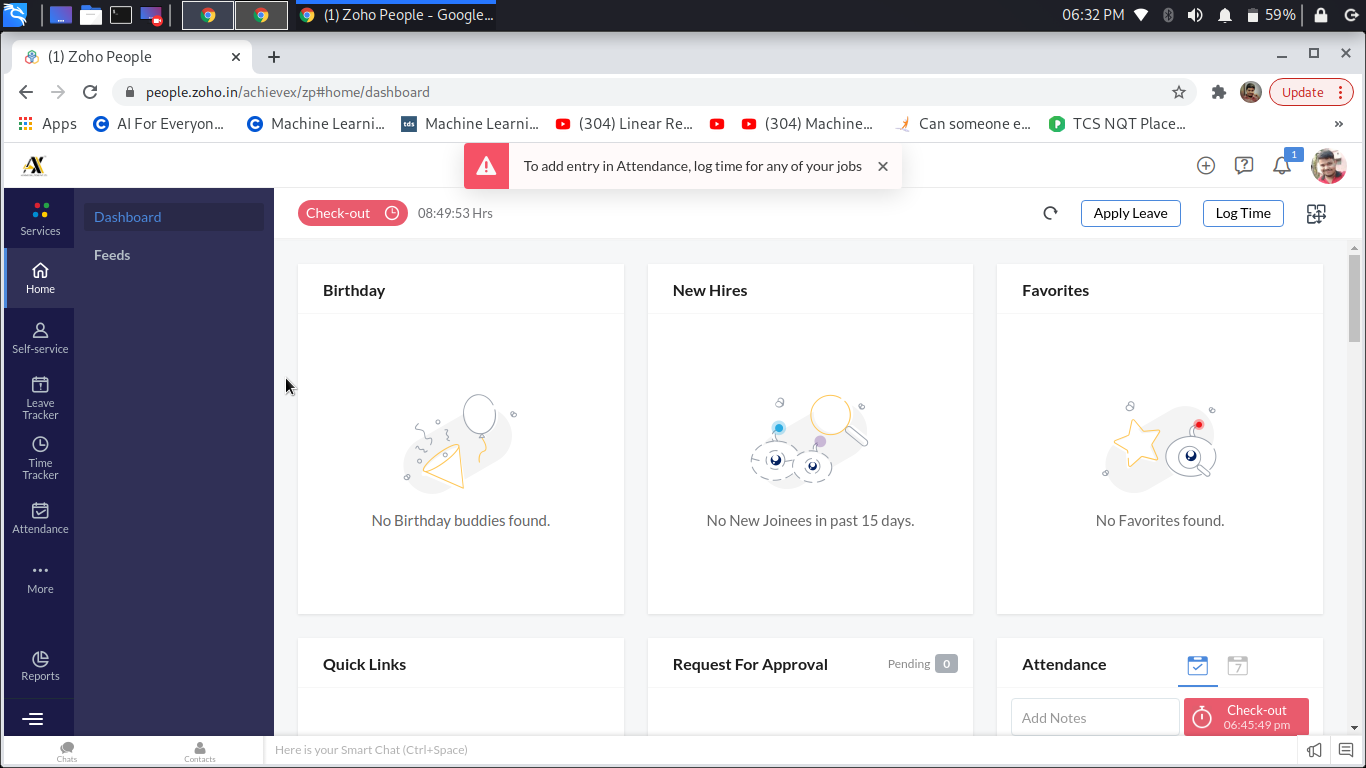 (1) Zoho People - Google...
06:32 PM
59%
(1) Zoho People
people.zoho.in/achievex/zp#home/dashboard
Update
Apps
AI For Everyon...
Machine Learni...
tds
Machine Learni...
(304) Linear Re...
(304) Machine...
Can someone e...
TCS NQT Place...
»
AX
To add entry in Attendance, log time for any of your jobs
1
Services
Home
Self-service
Leave
Tracker
Time
Tracker
Attendance
More
Reports
Dashboard
Feeds
Check-out
08:49:53 Hrs
Apply Leave
Log Time
Birthday
No Birthday buddies found.
New Hires
No New Joinees in past 15 days.
Favorites
No Favorites found.
Quick Links
Request For Approval
Pending 0
Attendance
7
Add Notes
Check-out
06:45:49 pm
Chats
Contacts
Here is your Smart Chat (Ctrl+Space)